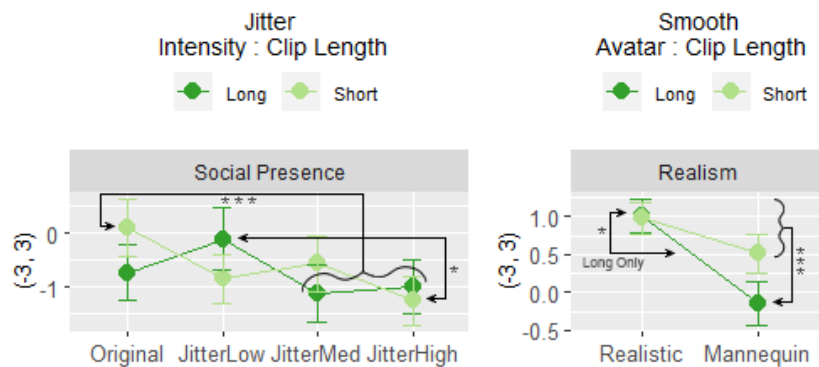 Jitter
Intensity : Clip Length
Long
Short
Social Presence
(-3, 3)
0
-1
***
*
Original
JitterLow
JitterMed
JitterHigh
Smooth
Avatar : Clip Length
Long
Short
Realism
(-3, 3)
1.0
0.5
0.0
-0.5
*
Long Only
***
Realistic
Mannequin